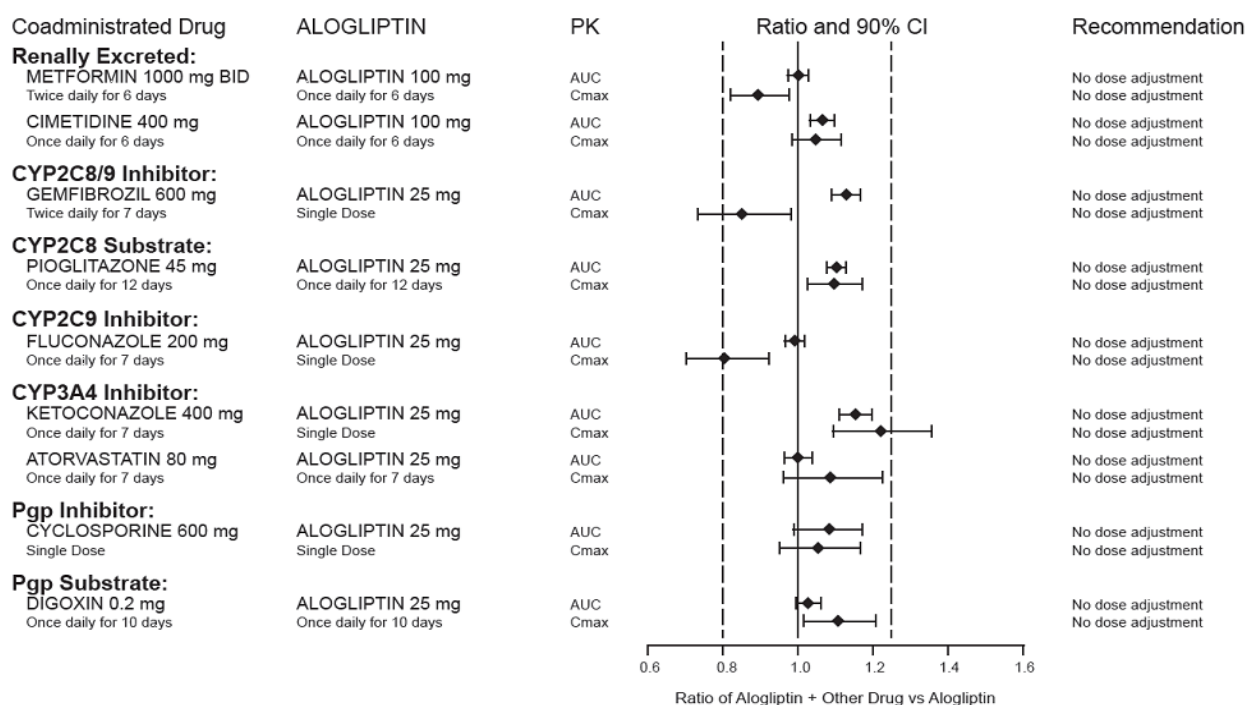 Coadministrated Drug ALOGLIPTIN PK Ratio and 90% CI Recommendation
Renally Excreted:
METFORMIN 1000 mg BID ALOGLIPTIN 100 mg AUC No dose adjustment
Twice daily for 6 days Once daily for 6 days Cmax No dose adjustment
CIMETIDINE 400 mg ALOGLIPTIN 100 mg AUC No dose adjustment
Once daily for 6 days Once daily for 6 days Cmax No dose adjustment
CYP2C8/9 Inhibitor:
GEMFIBROZIL 600 mg ALOGLIPTIN 25 mg AUC No dose adjustment
Twice daily for 7 days Single Dose Cmax No dose adjustment
CYP2C8 Substrate:
PIOGLITAZONE 45 mg ALOGLIPTIN 25 mg AUC No dose adjustment
Once daily for 12 days Once daily for 12 days Cmax No dose adjustment
CYP2C9 Inhibitor:
FLUCONAZOLE 200 mg ALOGLIPTIN 25 mg AUC No dose adjustment
Once daily for 7 days Single Dose Cmax No dose adjustment
CYP3A4 Inhibitor:
KETOCONAZOLE 400 mg ALOGLIPTIN 25 mg AUC No dose adjustment
Once daily for 7 days Single Dose Cmax No dose adjustment
ATORVASTATIN 80 mg ALOGLIPTIN 25 mg AUC No dose adjustment
Once daily for 7 days Once daily for 7 days Cmax No dose adjustment
Pgp Inhibitor:
CYCLOSPORINE 600 mg ALOGLIPTIN 25 mg AUC No dose adjustment
Single Dose Single Dose Cmax No dose adjustment
Pgp Substrate:
DIGOXIN 0.2 mg ALOGLIPTIN 25 mg AUC No dose adjustment
Once daily for 10 days Once daily for 10 days Cmax No dose adjustment
0.6 0.8 1.0 1.2 1.4 1.6
Ratio of Alogliptin + Other Drug vs Alogliptin